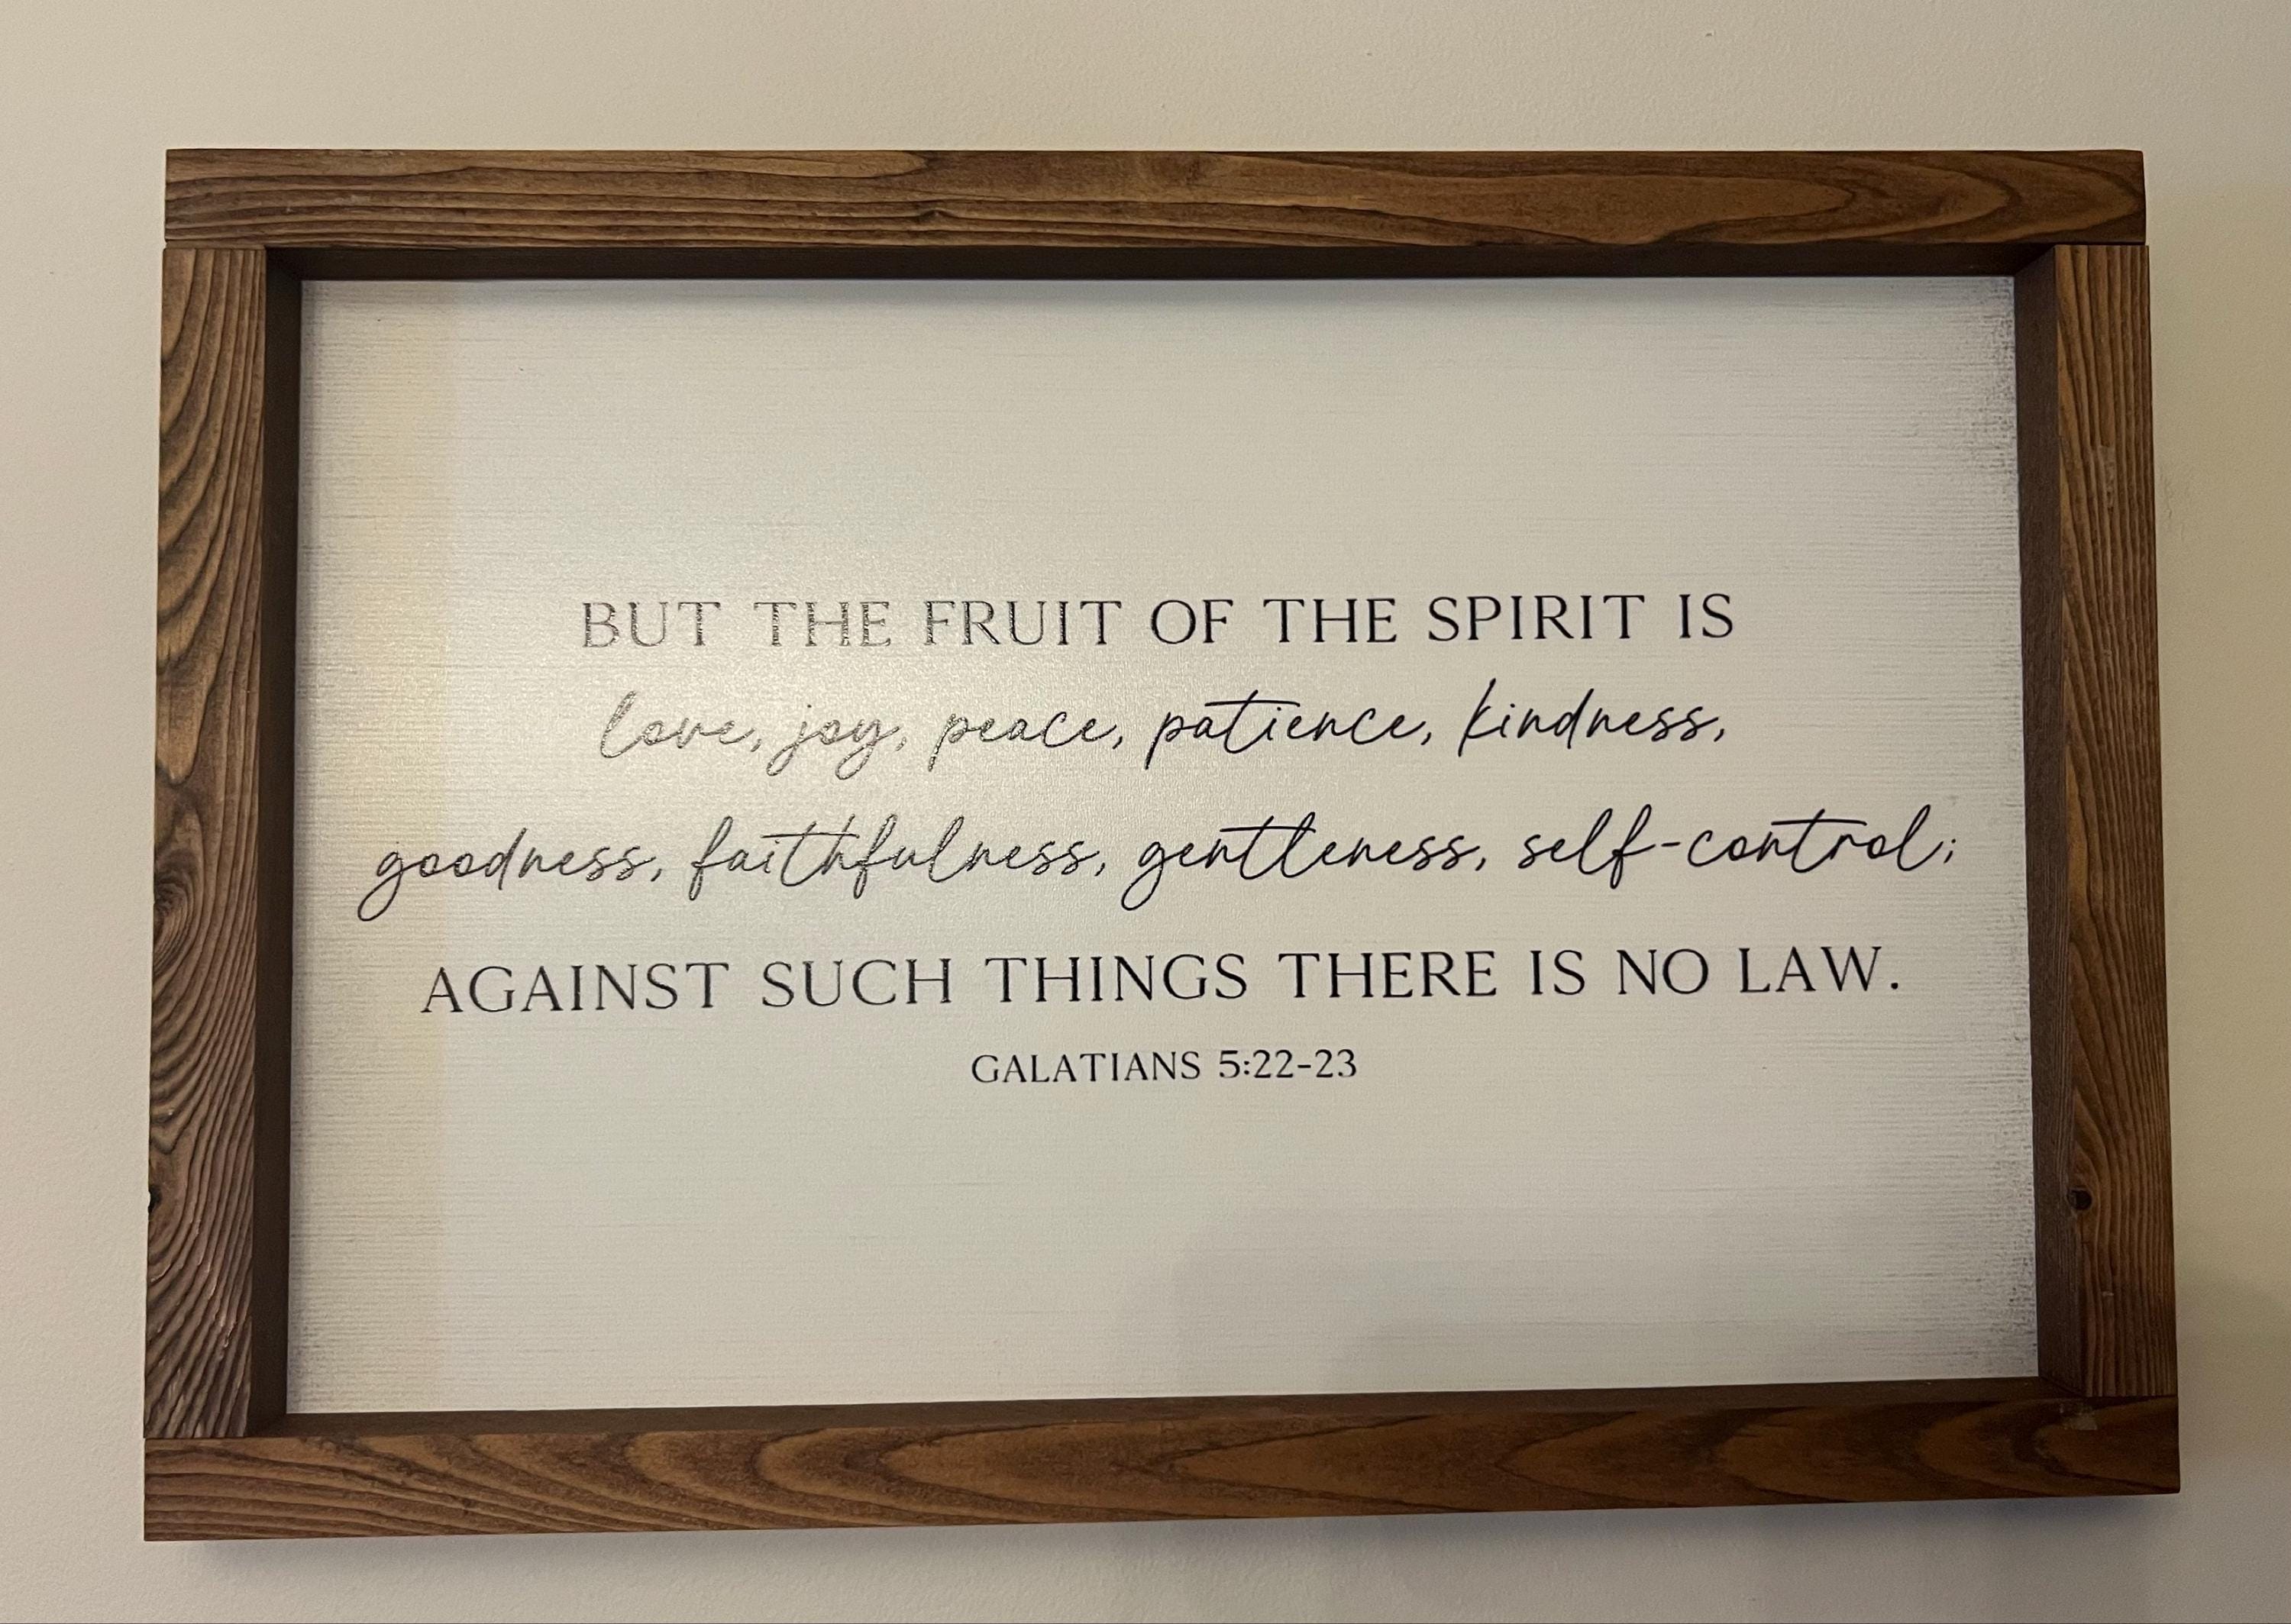 BUT THE FRUIT OF THE SPIRIT IS
love, joy, peace, patience, kindness,
goodness, faithfulness, gentleness, self-control;
AGAINST SUCH THINGS THERE IS NO LAW.
GALATIANS 5:22-23